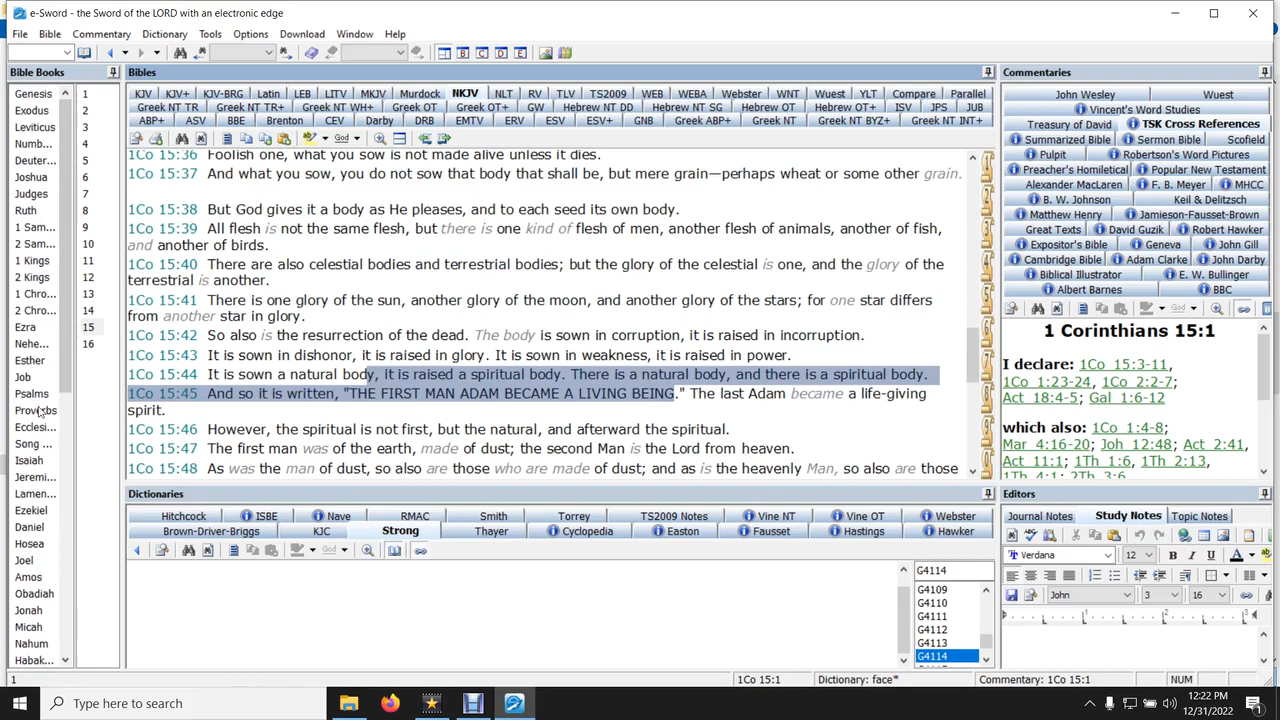 e-Sword - the Sword of the LORD with an electronic edge
File Bible Commentary Dictionary Tools Options Download Window Help
B C D E
Bible Books
Genesis
Exodus
Leviticus
Numb...
Deuter...
Joshua
Judges
Ruth
1 Sam...
2 Sam...
1 Kings
2 Kings
1 Chro...
2 Chro...
Ezra
Nehe...
Esther
Job
Psalms
Proverbs
Ecclesi...
Song ...
Isaiah
Jeremi...
Lamen...
Ezekiel
Daniel
Hosea
Joel
Amos
Obadiah
Jonah
Micah
Nahum
Habak...
1
2
3
4
5
6
7
8
9
10
11
12
13
14
15
16
Bibles
KJV KJV+ KJV-BRG Latin LEB LITV MKJV Murdock NKJV NLT RV TLV TS2009 WEB WEBA Webster WNT Wuest YLT Compare Parallel
Greek NT TR Greek NT TR+ Greek NT WH+ Greek OT Greek OT+ GW Hebrew NT DD Hebrew NT SG Hebrew OT Hebrew OT+ ISV JPS JUB
ABP+ ASV BBE Brenton CEV Darby DRB EMTV ERV ESV ESV+ GNB Greek ABP+ Greek NT Greek NT BYZ+ Greek NT INT+
God
1Co 15:36 Foolish one, what you sow is not made alive unless it dies.
1Co 15:37 And what you sow, you do not sow that body that shall be, but mere grain—perhaps wheat or some other grain.
1Co 15:38 But God gives it a body as He pleases, and to each seed its own body.
1Co 15:39 All flesh is not the same flesh, but there is one kind of flesh of men, another flesh of animals, another of fish,
and another of birds.
1Co 15:40 There are also celestial bodies and terrestrial bodies; but the glory of the celestial is one, and the glory of the
terrestrial is another.
1Co 15:41 There is one glory of the sun, another glory of the moon, and another glory of the stars; for one star differs
from another star in glory.
1Co 15:42 So also is the resurrection of the dead. The body is sown in corruption, it is raised in incorruption.
1Co 15:43 It is sown in dishonor, it is raised in glory. It is sown in weakness, it is raised in power.
1Co 15:44 It is sown a natural body, it is raised a spiritual body. There is a natural body, and there is a spiritual body.
1Co 15:45 And so it is written, "THE FIRST MAN ADAM BECAME A LIVING BEING." The last Adam became a life-giving
spirit.
1Co 15:46 However, the spiritual is not first, but the natural, and afterward the spiritual.
1Co 15:47 The first man was of the earth, made of dust; the second Man is the Lord from heaven.
1Co 15:48 As was the man of dust, so also are those who are made of dust; and as is the heavenly Man, so also are those
Dictionaries
Hitchcock ISBE Nave RMAC Smith Torrey TS2009 Notes Vine NT Vine OT Webster
Brown-Driver-Briggs KJC Strong Thayer Cyclopedia Easton Fausset Hastings Hawker
God
G4114
G4109
G4110
G4111
G4112
G4113
G4114
Commentaries
John Wesley Wuest
Vincent's Word Studies
Treasury of David TSK Cross References
Summarized Bible Sermon Bible Scofield
Pulpit Robertson's Word Pictures
Preacher's Homiletical Popular New Testament
Alexander MacLaren F. B. Meyer MHCC
B. W. Johnson Keil & Delitzsch
Matthew Henry Jamieson-Fausset-Brown
Great Texts David Guzik Robert Hawker
Expositor's Bible Geneva John Gill
Cambridge Bible Adam Clarke John Darby
Biblical Illustrator E. W. Bullinger
Albert Barnes BBC
God
1 Corinthians 15:1
I declare: 1Co 15:3-11,
1Co 1:23-24, 1Co 2:2-7,
Act 18:4-5, Gal 1:6-12
which also: 1Co 1:4-8;
Mar 4:16-20; Joh 12:48; Act 2:41,
Act 11:1; 1Th 1:6, 1Th 2:13,
1Th 4:1; 2Th 3:6
Editors
Journal Notes Study Notes Topic Notes
Verdana 12 B I U A
John 3 16
1 2 3
1 1Co 15:1 Dictionary: face* Commentary: 1Co 15:1 NUM
Type here to search
12:22 PM
12/31/2022
1